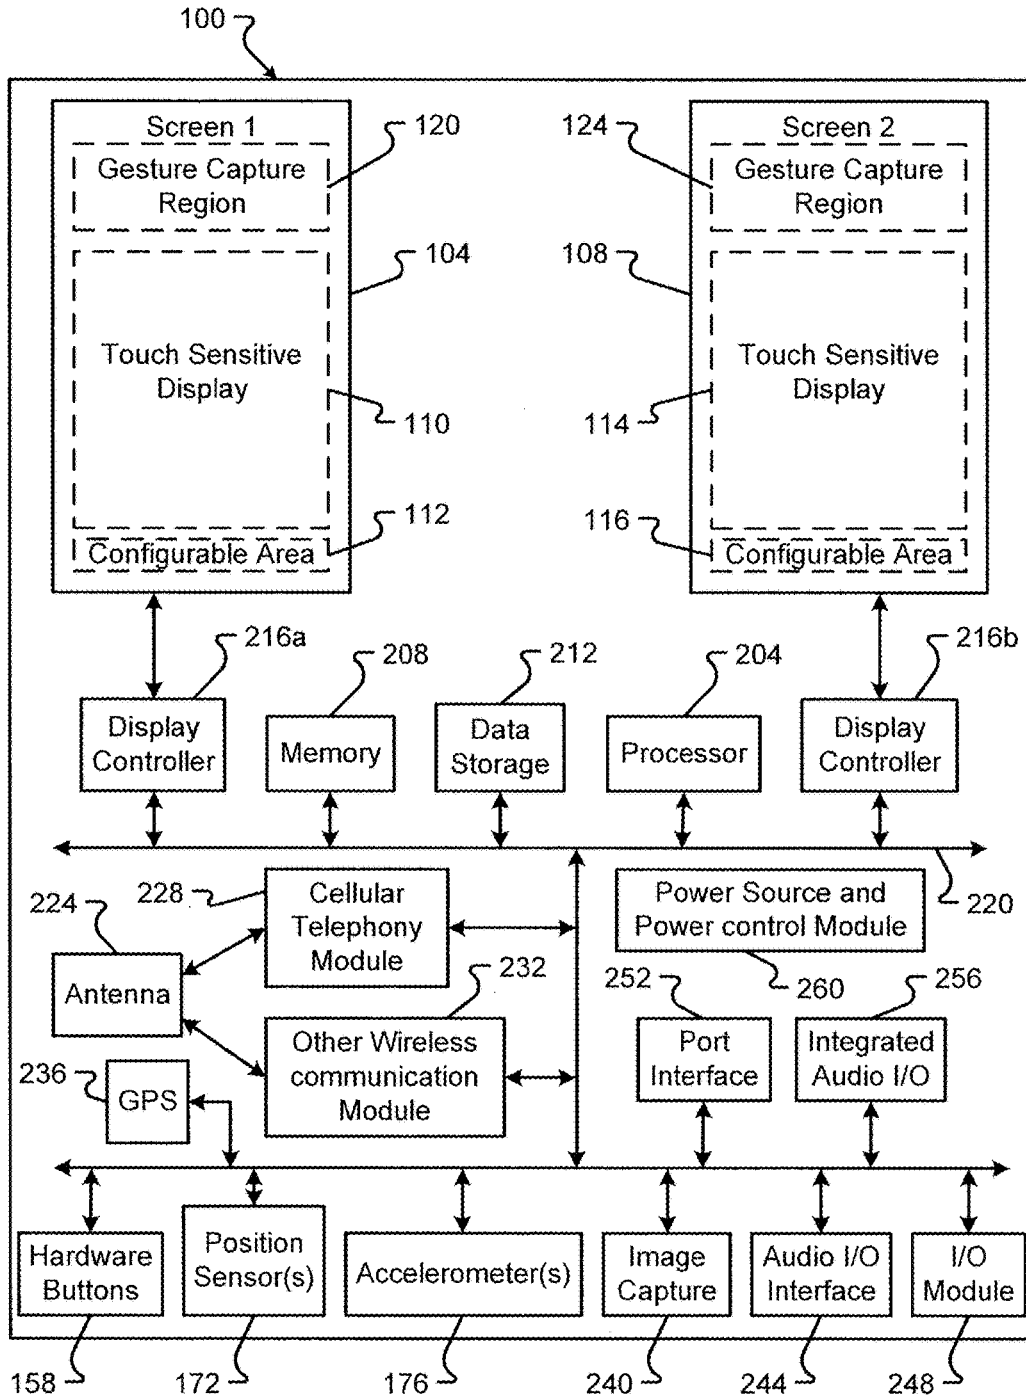 100
Screen 1
120
124
Screen 2
Gesture Capture
Region
Gesture Capture
Region
104
108
Touch Sensitive
Display
Touch Sensitive
Display
110
114
112
116
Configurable Area
Configurable Area
216a
208
212
204
216b
Display
Controller
Memory
Data
Storage
Processor
Display
Controller
228
224
Cellular
Telephony
Module
Power Source and
Power control Module
220
232
252
260
256
Antenna
Other Wireless
communication
Module
Port
Interface
Integrated
Audio I/O
236
GPS
Hardware
Buttons
Position
Sensor(s)
Accelerometer(s)
Image
Capture
Audio I/O
Interface
I/O
Module
158
172
176
240
244
248